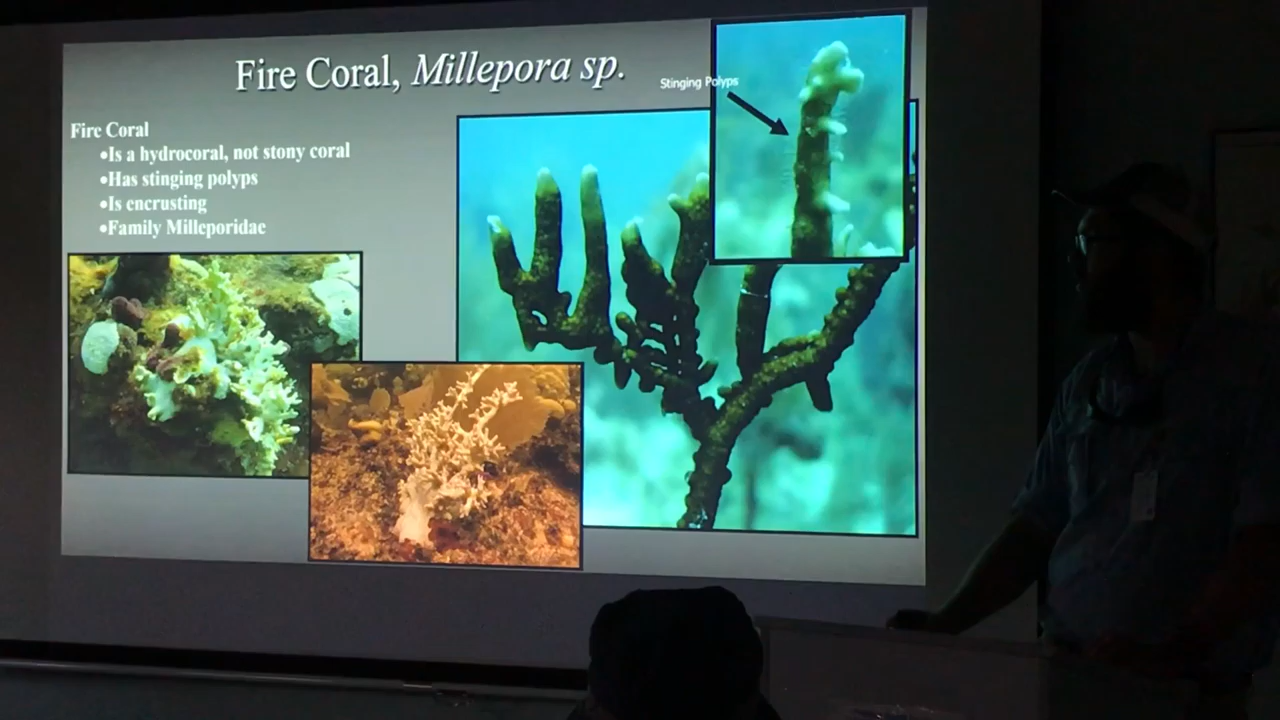 Fire Coral, Millepora sp.
Stinging Polyps
Fire Coral
•Is a hydrocoral, not stony coral
•Has stinging polyps
•Is encrusting
•Family Milleporidae